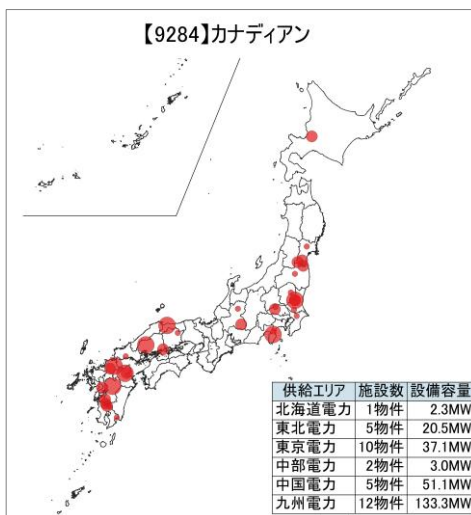 【9284】カナディアン
供給エリア 施設数 設備容量
北海道電力 1物件 2.3MW
東北電力 5物件 20.5MW
東京電力 10物件 37.1MW
中部電力 2物件 3.0MW
中国電力 5物件 51.1MW
九州電力 12物件 133.3MW